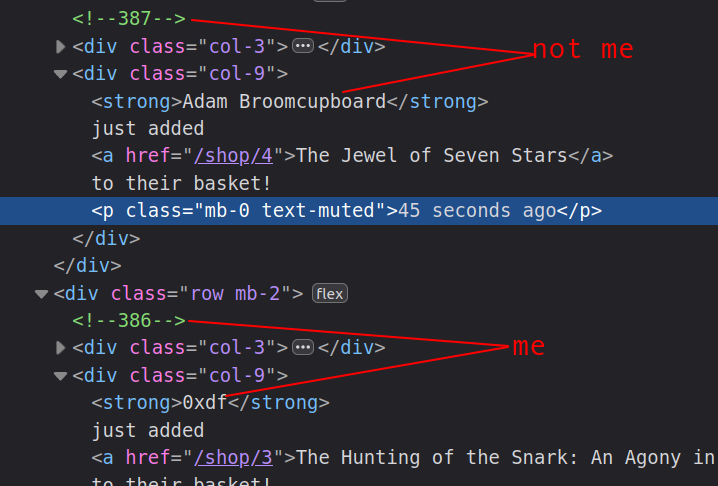 <!--387-->
<div class="col-3">⋯</div>
not me
<div class="col-9">
<strong>Adam Broomcupboard</strong>
just added
<a href="/shop/4">The Jewel of Seven Stars</a>
to their basket!
<p class="mb-0 text-muted">45 seconds ago</p>
</div>
</div>
<div class="row mb-2"> flex
<!--386-->
<div class="col-3">⋯</div>
me
<div class="col-9">
<strong>0xdf</strong>
just added
<a href="/shop/3">The Hunting of the Snark: An Agony in
to their basket!